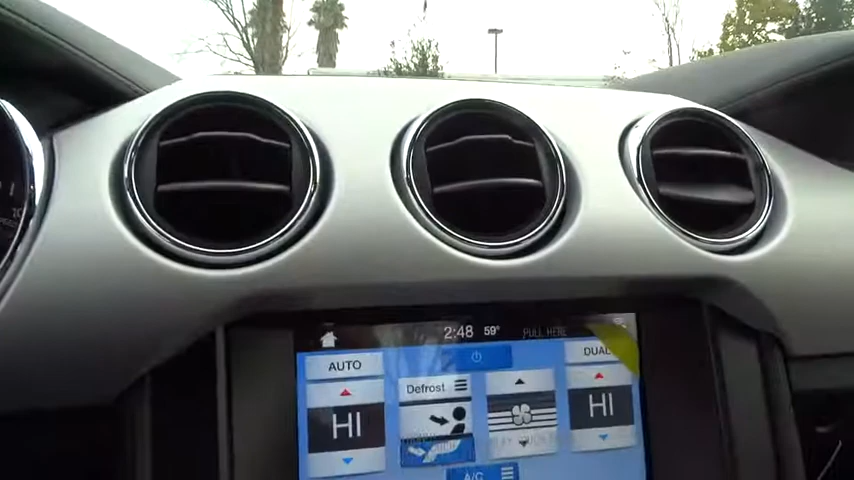 2:48 59° PULL HERE
AUTO
DUAL
Defrost
HI
HI
A/C